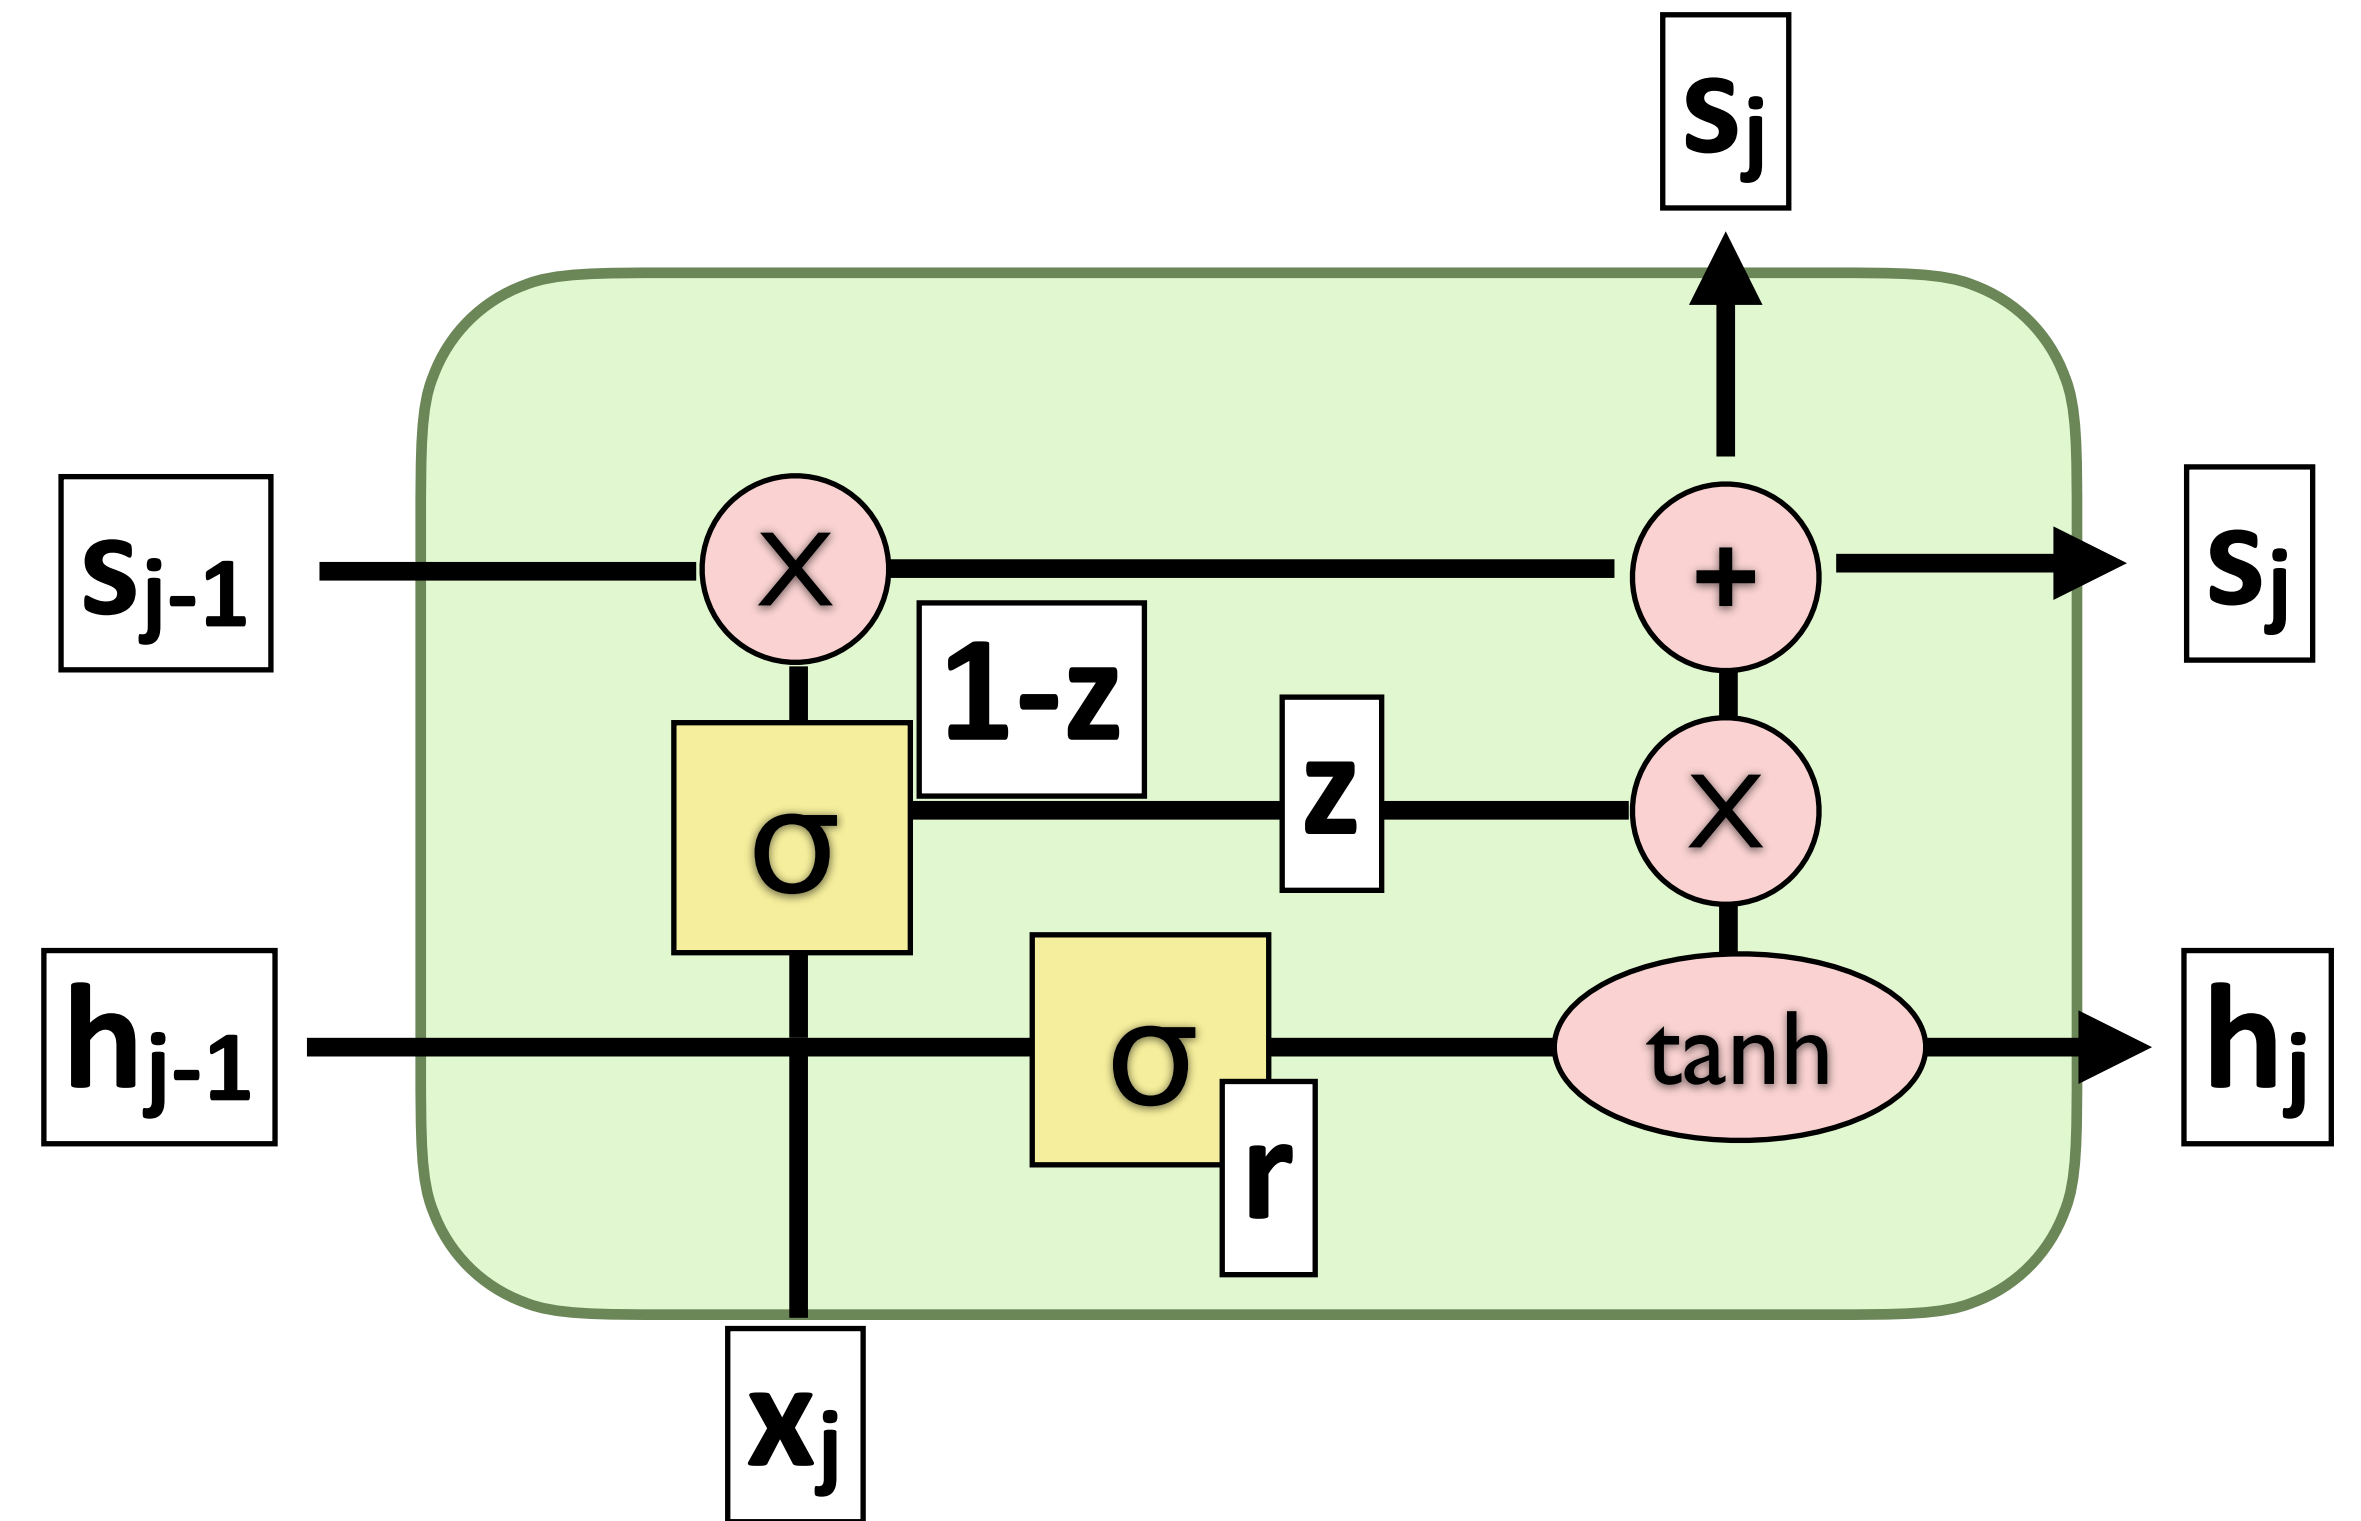 sj
sj-1
x
+
sj
1-z
z
x
σ
hj-1
σ
tanh
hj
r
xj